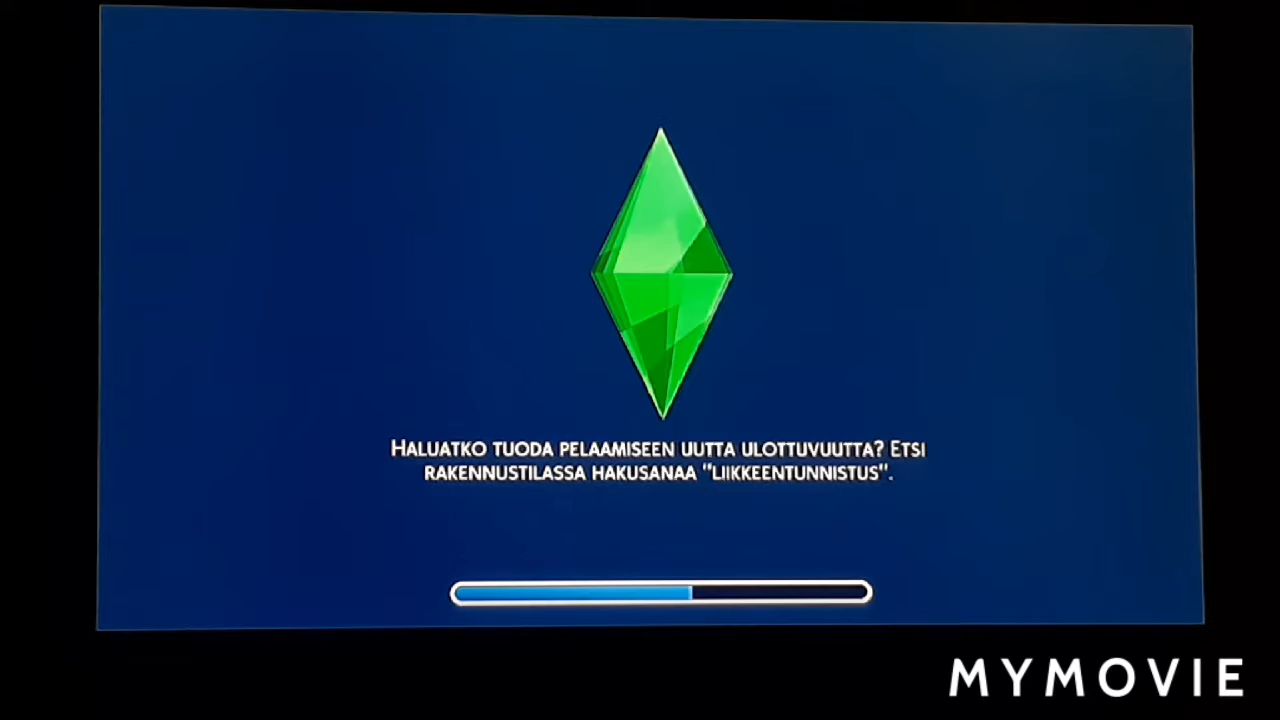 HALUATKO TUODA PELAAMISEEN UUTTA ULOTTUVUUTTA? ETSI
RAKENNUSTILASSA HAKUSANAA "LIIKKEENTUNNISTUS".
MYMOVIE